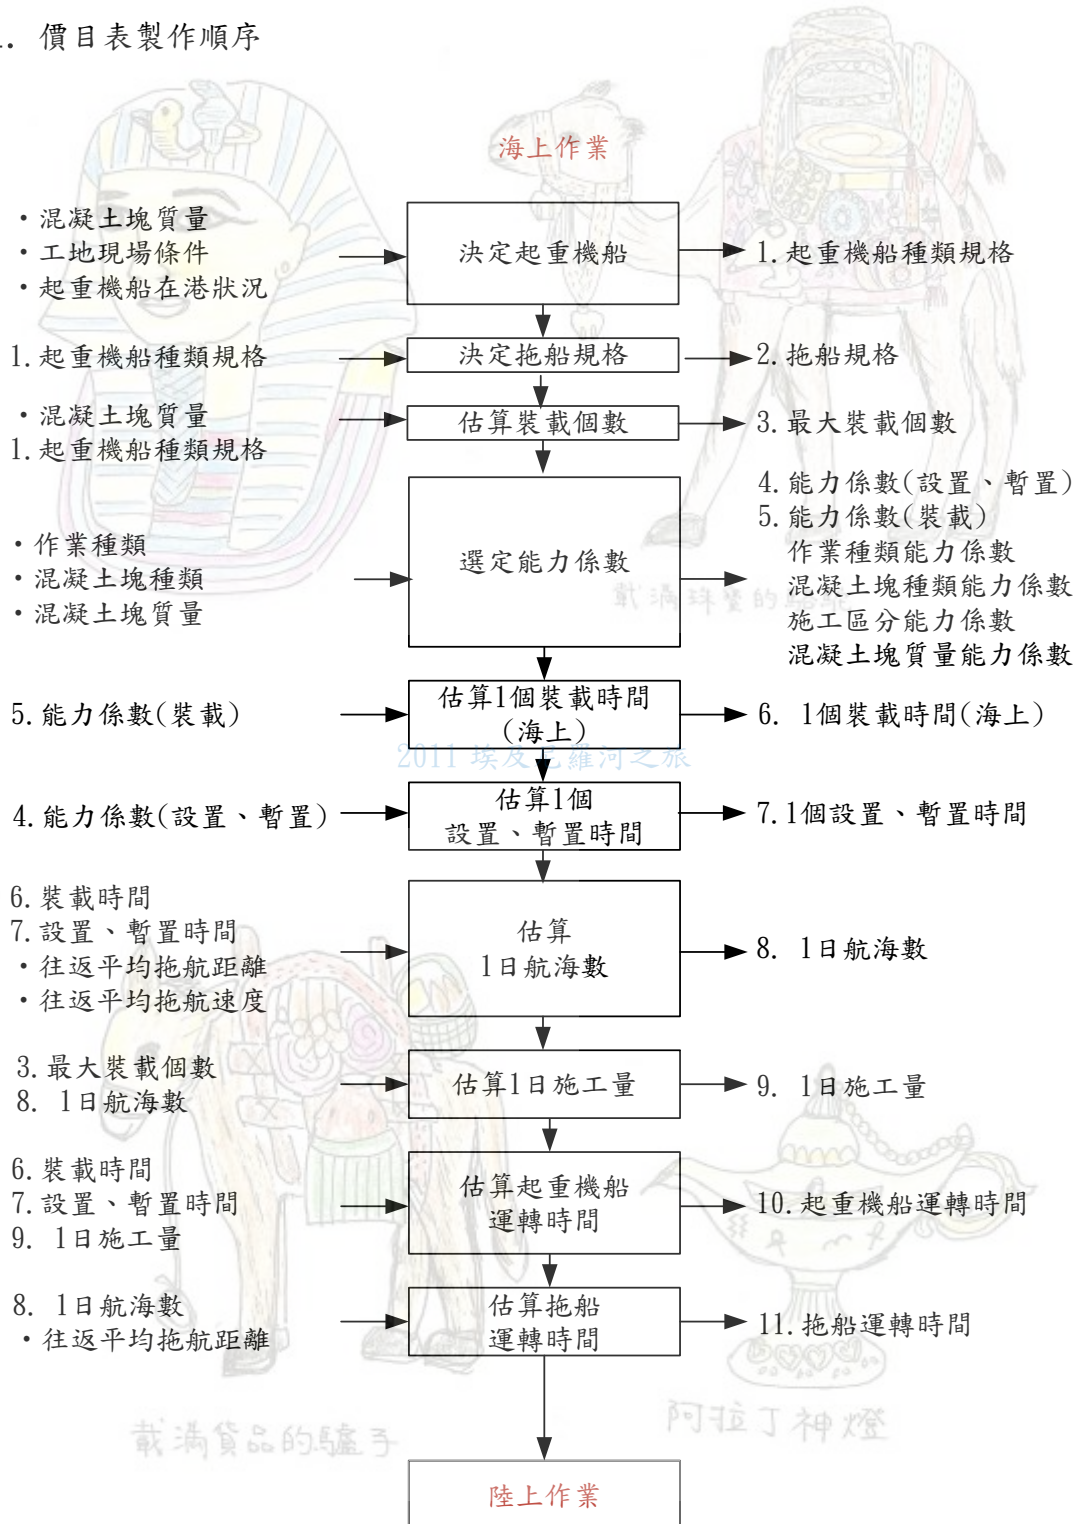 . 價目表製作順序
海上作業
・混凝土塊質量
・工地現場條件
・起重機船在港狀況
決定起重機船
1.起重機船種類規格
1.起重機船種類規格
決定拖船規格
2.拖船規格
・混凝土塊質量
1.起重機船種類規格
估算裝載個數
3.最大裝載個數
・作業種類
・混凝土塊種類
・混凝土塊質量
選定能力係數
4.能力係數(設置、暫置)
5.能力係數(裝載)
作業種類能力係數
混凝土塊種類能力係數
施工區分能力係數
混凝土塊質量能力係數
載滿珠寶的駱駝
5.能力係數(裝載)
估算1個裝載時間
(海上)
6. 1個裝載時間(海上)
2011 埃及尼羅河之旅
4.能力係數(設置、暫置)
估算1個
設置、暫置時間
7.1個設置、暫置時間
6.裝載時間
7.設置、暫置時間
・往返平均拖航距離
・往返平均拖航速度
估算
1日航海數
8. 1日航海數
3.最大裝載個數
8. 1日航海數
估算1日施工量
9. 1日施工量
6.裝載時間
7.設置、暫置時間
9. 1日施工量
估算起重機船
運轉時間
10.起重機船運轉時間
8. 1日航海數
・往返平均拖航距離
估算拖船
運轉時間
11.拖船運轉時間
載滿貨品的驢子
阿拉丁神燈
陸上作業